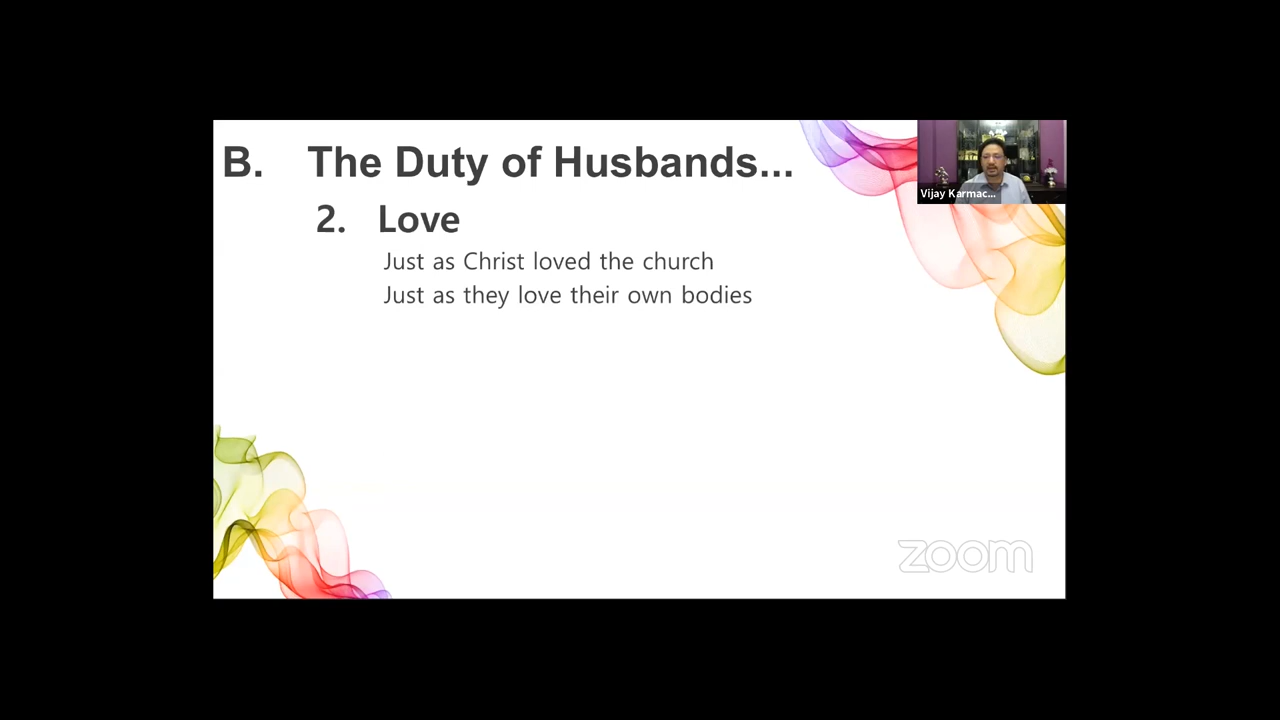 B. The Duty of Husbands...
2. Love
Just as Christ loved the church
Just as they love their own bodies
Vijay Karmac...
zoom